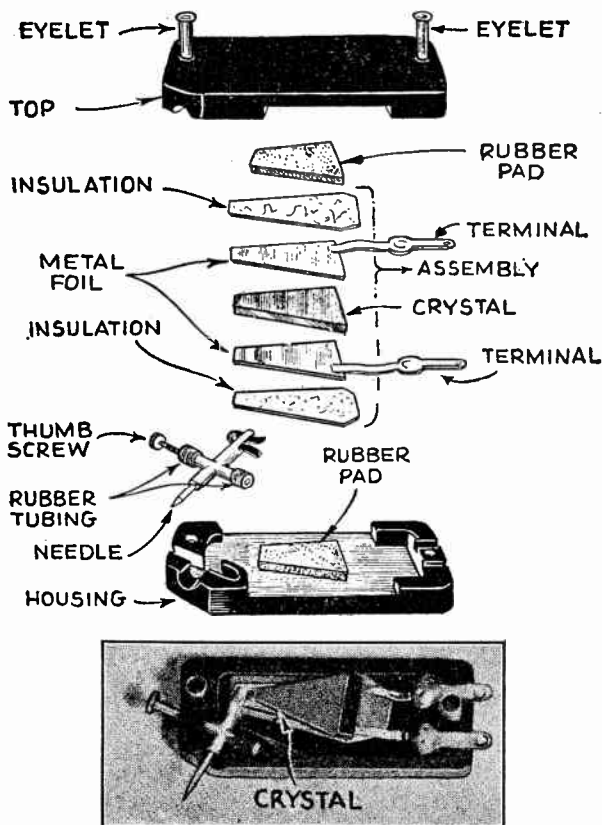 EYELET
EYELET
TOP
RUBBER
PAD
INSULATION
TERMINAL
METAL
FOIL
ASSEMBLY
CRYSTAL
INSULATION
TERMINAL
THUMB
SCREW
RUBBER
PAD
RUBBER
TUBING
NEEDLE
HOUSING
CRYSTAL